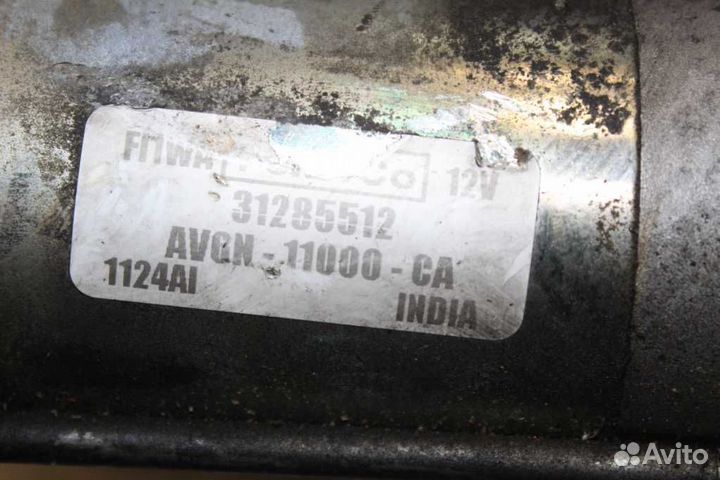 12V
31285512
AVGN - 11000 - CA
1124AI
INDIA
Avito